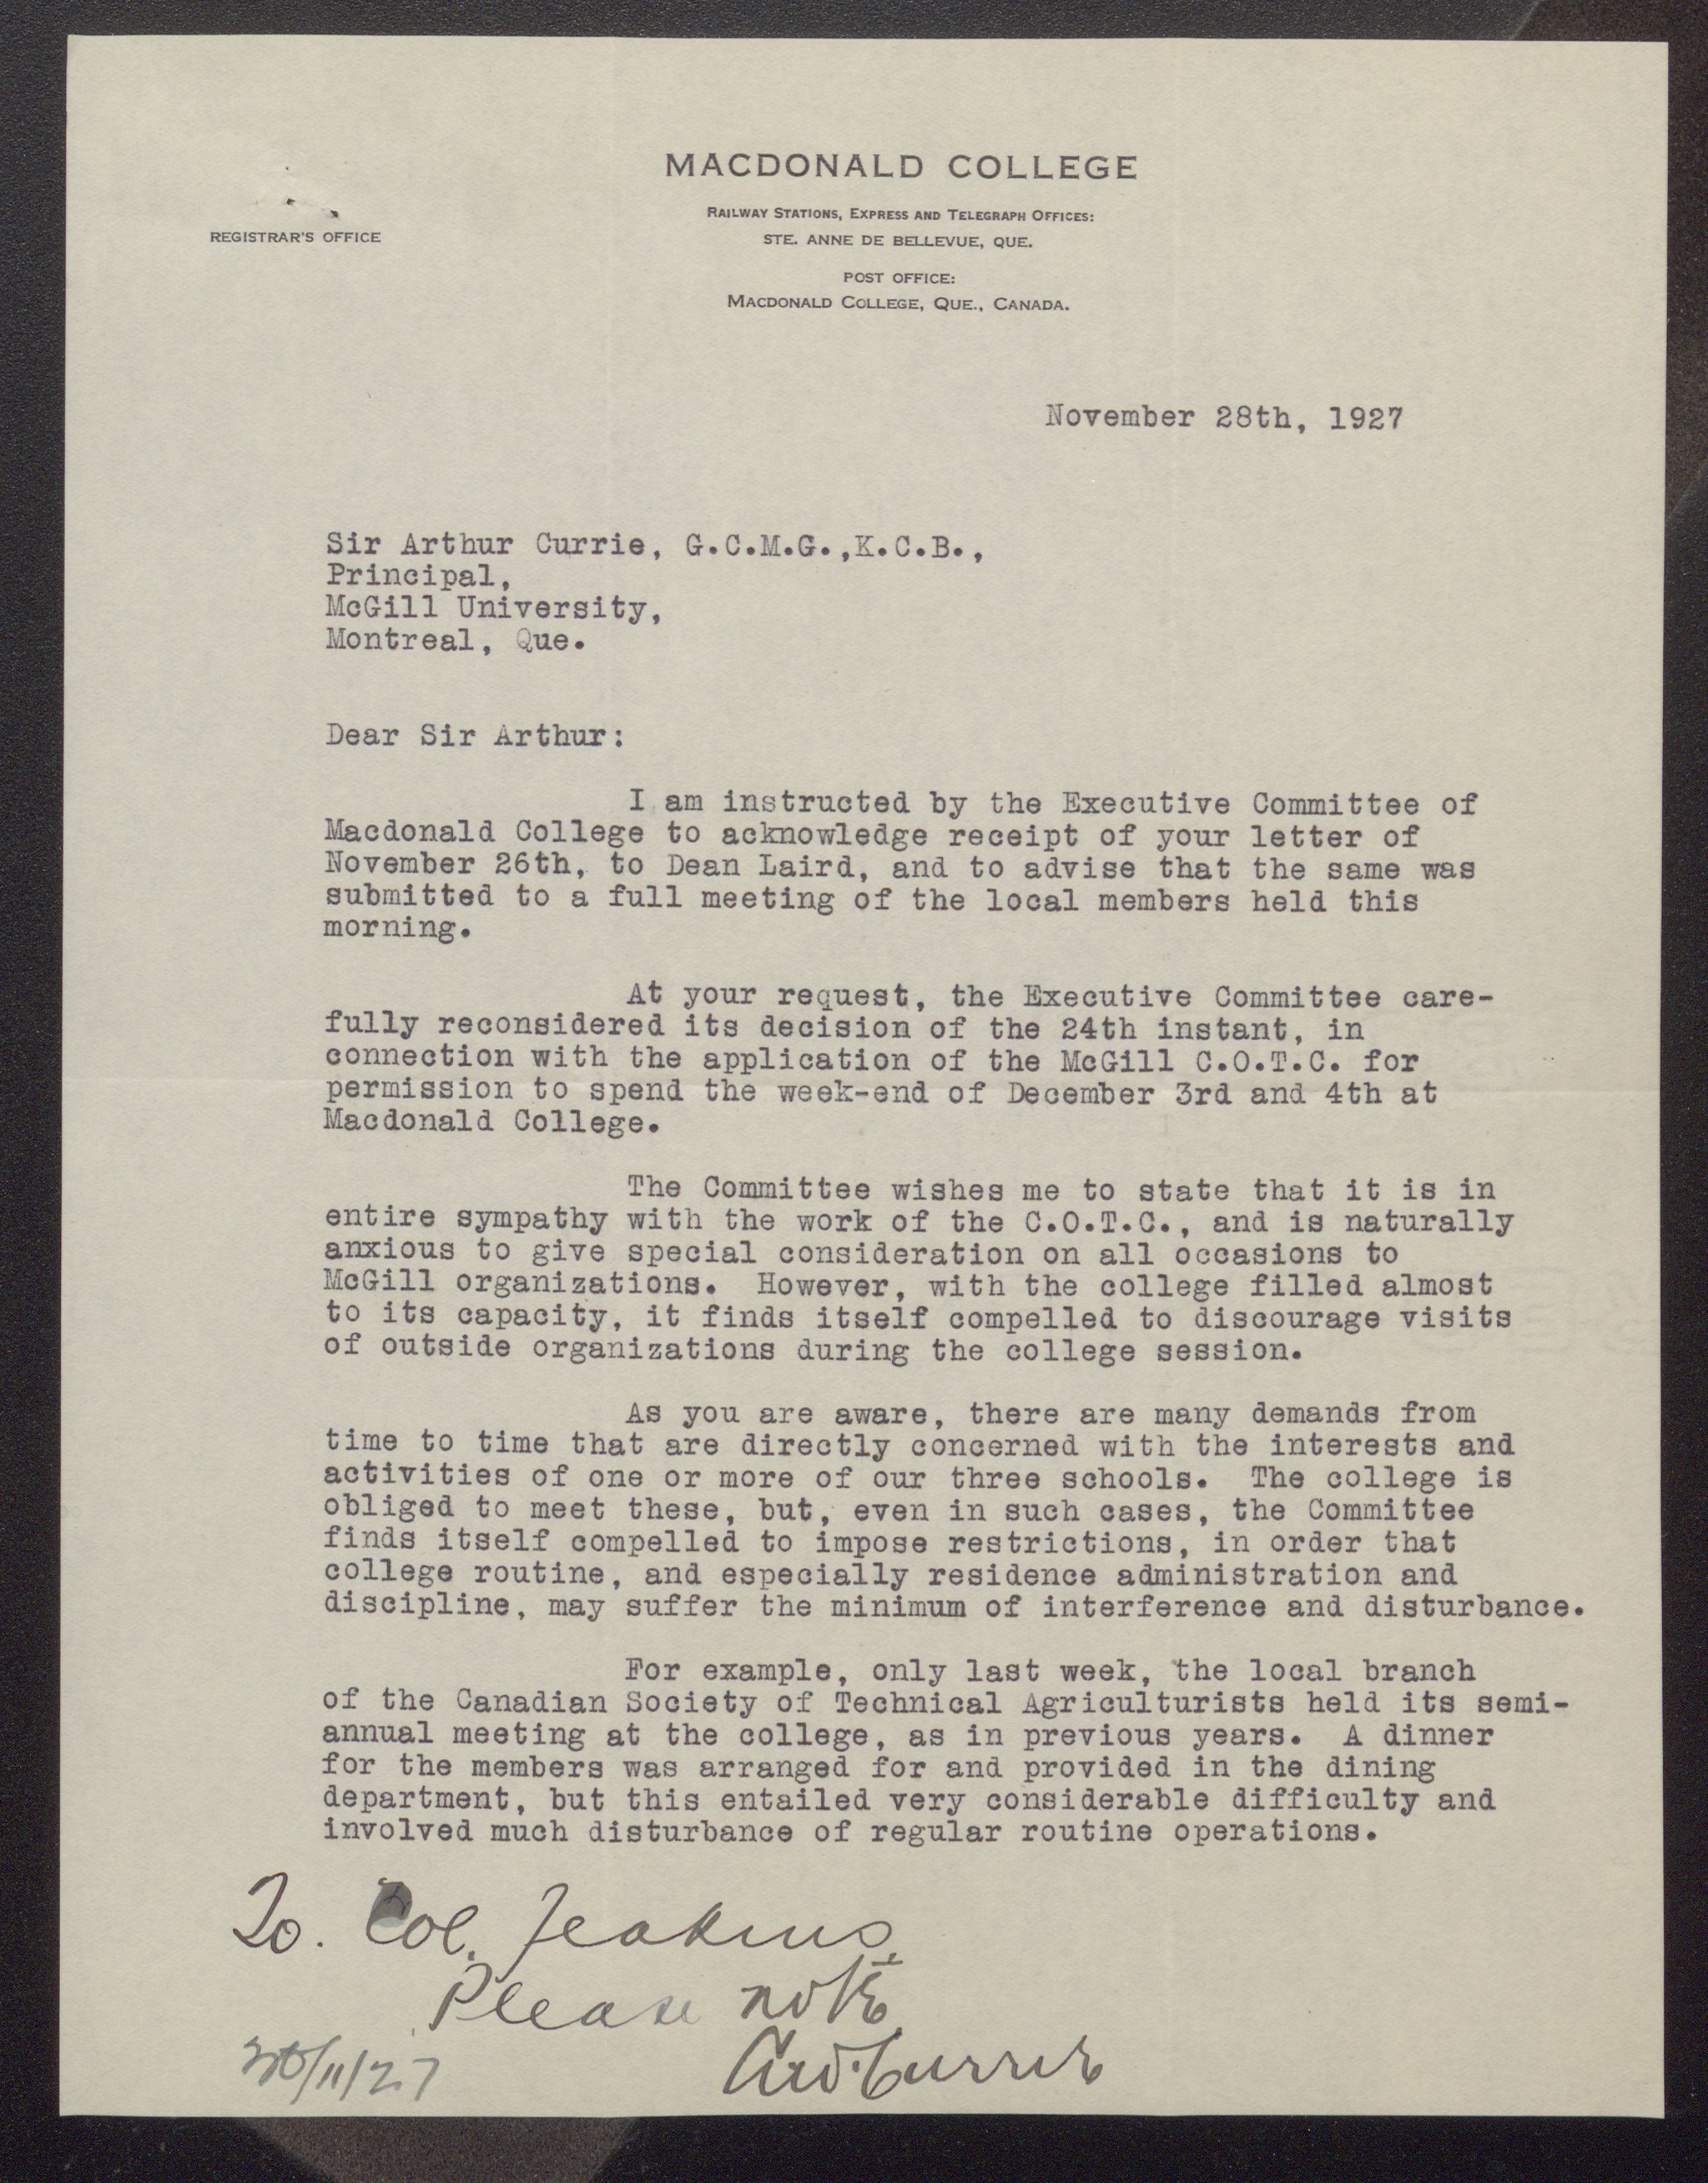 MACDONALD COLLEGE
RAILWAY STATIONS, EXPRESS AND TELEGRAPH OFFICES:
REGISTRAR'S OFFICE
STE. ANNE DE BELLEVUE, QUE.
POST OFFICE:
MACDONALD COLLEGE, QUE., CANADA.
November 28th, 1927
Sir Arthur Currie, G.C.M.G.,K.C.B.,
Principal,
McGill University,
Montreal, Que.
Dear Sir Arthur:
I am instructed by the Executive Committee of
Macdonald College to acknowledge receipt of your letter of
November 26th, to Dean Laird, and to advise that the same was
submitted to a full meeting of the local members held this
morning.
At your request, the Executive Committee care-
fully reconsidered its decision of the 24th instant, in
connection with the application of the McGill C.O.T.C. for
permission to spend the week-end of December 3rd and 4th at
Macdonald College.
The Committee wishes me to state that it is in
entire sympathy with the work of the C.O.T.C., and is naturally
anxious to give special consideration on all occasions to
McGill organizations. However, with the college filled almost
to its capacity, it finds itself compelled to discourage visits
of outside organizations during the college session.
As you are aware, there are many demands from
time to time that are directly concerned with the interests and
activities of one or more of our three schools. The college is
obliged to meet these, but, even in such cases, the Committee
finds itself compelled to impose restrictions, in order that
college routine, and especially residence administration and
discipline, may suffer the minimum of interference and disturbance.
For example, only last week, the local branch
of the Canadian Society of Technical Agriculturists held its semi-
annual meeting at the college, as in previous years. A dinner
for the members was arranged for and provided in the dining
department, but this entailed very considerable difficulty and
involved much disturbance of regular routine operations.
To. Col. Jeakins
Please note
30/11/27
AW Currie